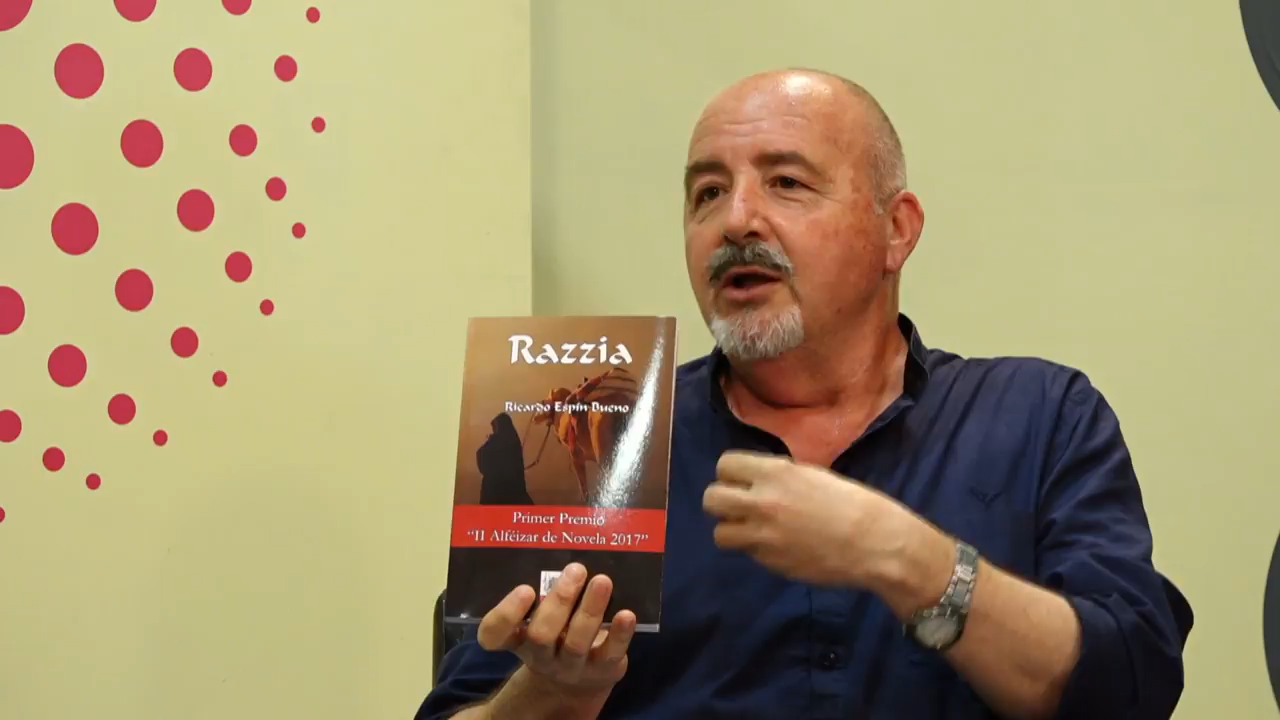 Razzia
Ricardo Espín Bueno
Primer Premio
“II Alféizar de Novela 2017”